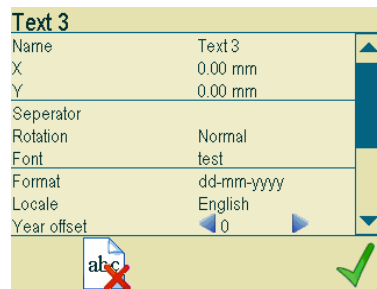 Text 3
Name Text 3
X 0.00 mm
Y 0.00 mm
Seperator
Rotation Normal
Font test
Format dd-mm-yyyy
Locale English
Year offset 0
abc